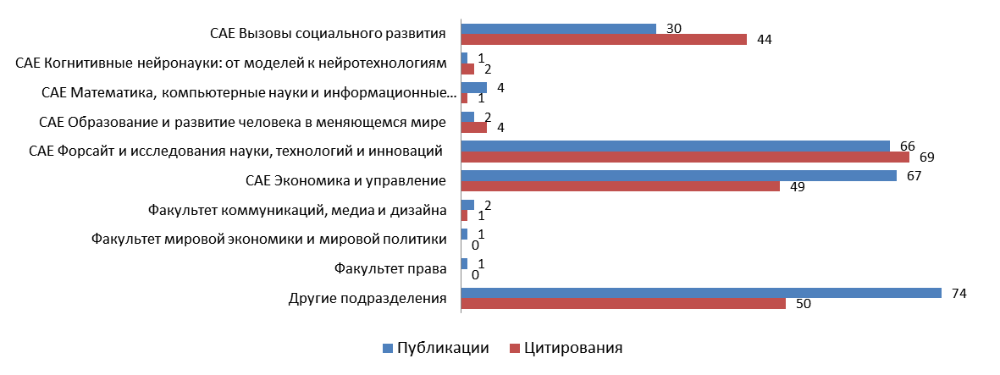 САЕ Вызовы социального развития
30
44
САЕ Когнитивные нейронауки: от моделей к нейротехнологиям
1
2
САЕ Математика, компьютерные науки и информационные...
4
1
САЕ Образование и развитие человека в меняющемся мире
2
4
САЕ Форсайт и исследования науки, технологий и инноваций
66
69
САЕ Экономика и управление
67
49
Факультет коммуникаций, медиа и дизайна
2
1
Факультет мировой экономики и мировой политики
1
0
Факультет права
1
0
Другие подразделения
74
50
Публикации Цитирования